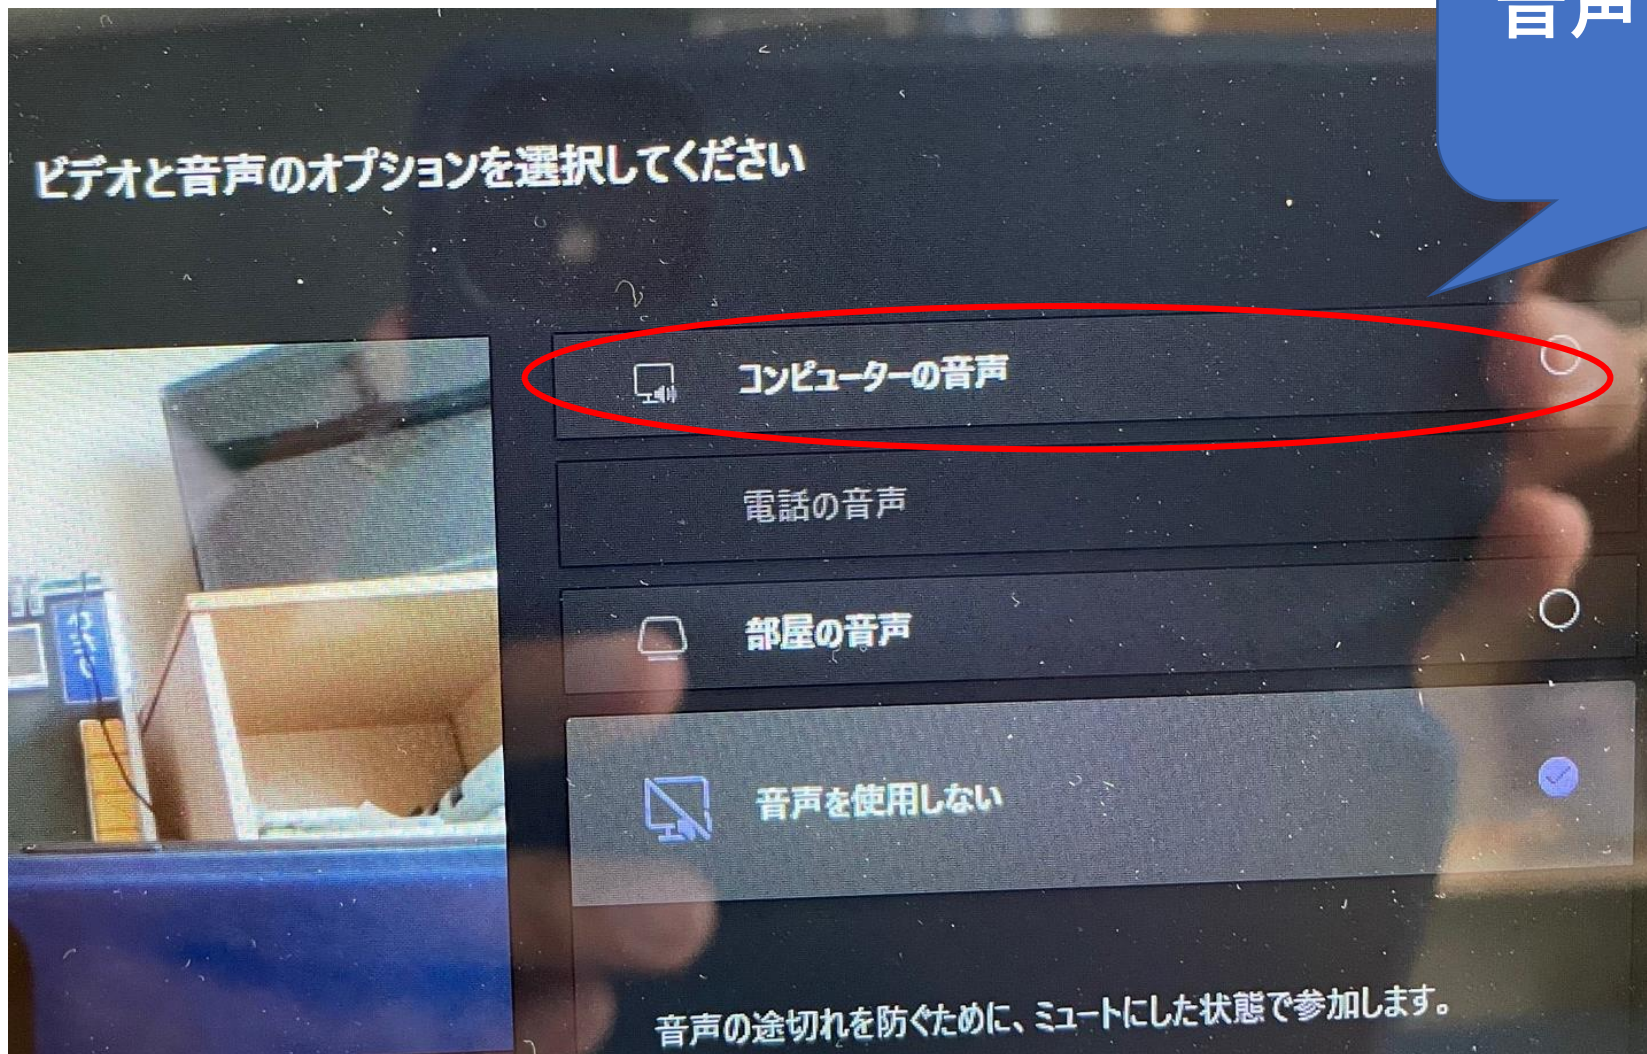 音声
ビデオと音声のオプションを選択してください
コンピューターの音声
電話の音声
部屋の音声
音声を使用しない
音声の途切れを防ぐために、ミュートにした状態で参加します。